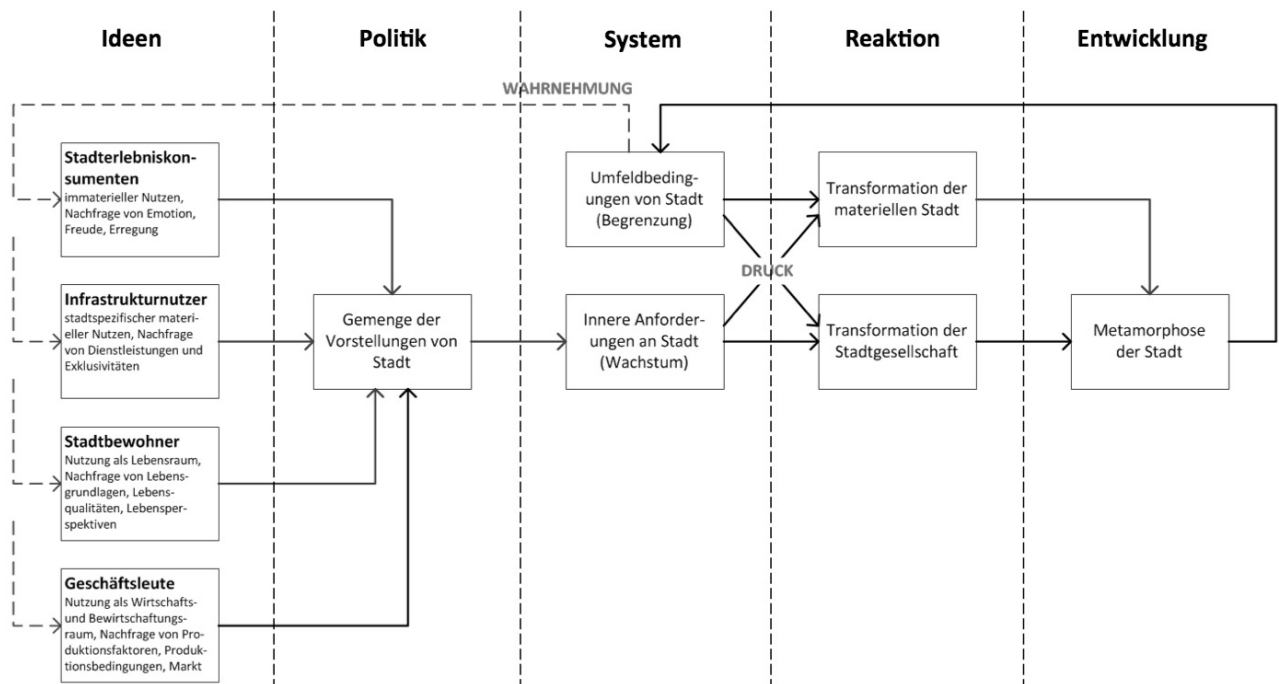 Ideen
Politik
System
Reaktion
Entwicklung
WAHRNEHMUNG
Stadterlebniskon-
sumenten
immaterieller Nutzen,
Nachfrage von Emotion,
Freude, Erregung
Infrastrukturnutzer
stadtspezifischer materi-
eller Nutzen, Nachfrage
von Dienstleistungen und
Exklusivitäten
Stadtbewohner
Nutzung als Lebensraum,
Nachfrage von Lebens-
grundlagen, Lebens-
qualitäten, Lebensper-
spektiven
Geschäftsleute
Nutzung als Wirtschafts-
und Bewirtschaftungs-
raum, Nachfrage von Pro-
duktionsfaktoren, Produk-
tionsbedingungen, Markt
Gemenge der
Vorstellungen von
Stadt
Umfeldbeding-
ungen von Stadt
(Begrenzung)
Innere Anforder-
ungen an Stadt
(Wachstum)
DRUCK
Transformation der
materiellen Stadt
Transformation der
Stadtgesellschaft
Metamorphose
der Stadt